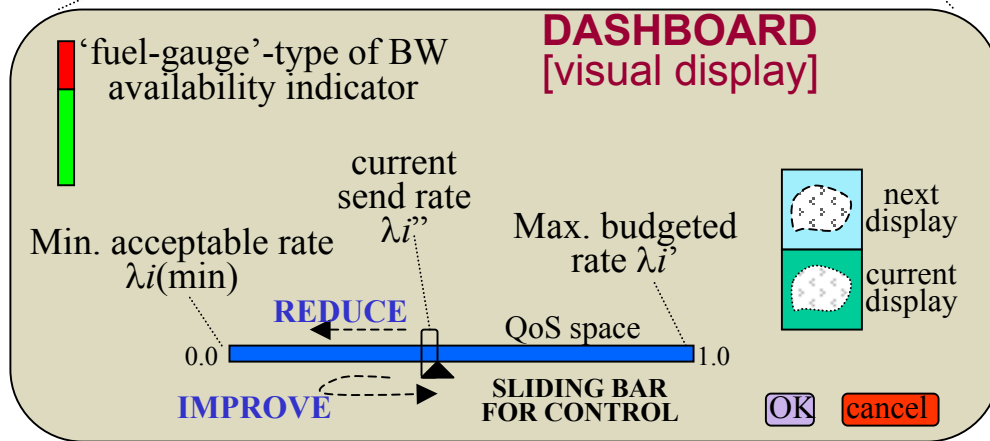 ‘fuel-gauge’-type of BW
availability indicator
DASHBOARD
[visual display]
current
send rate
λi”
Min. acceptable rate
λi(min)
Max. budgeted
rate λi’
next
display
current
display
REDUCE
QoS space
0.0
1.0
IMPROVE
SLIDING BAR
FOR CONTROL
OK
cancel